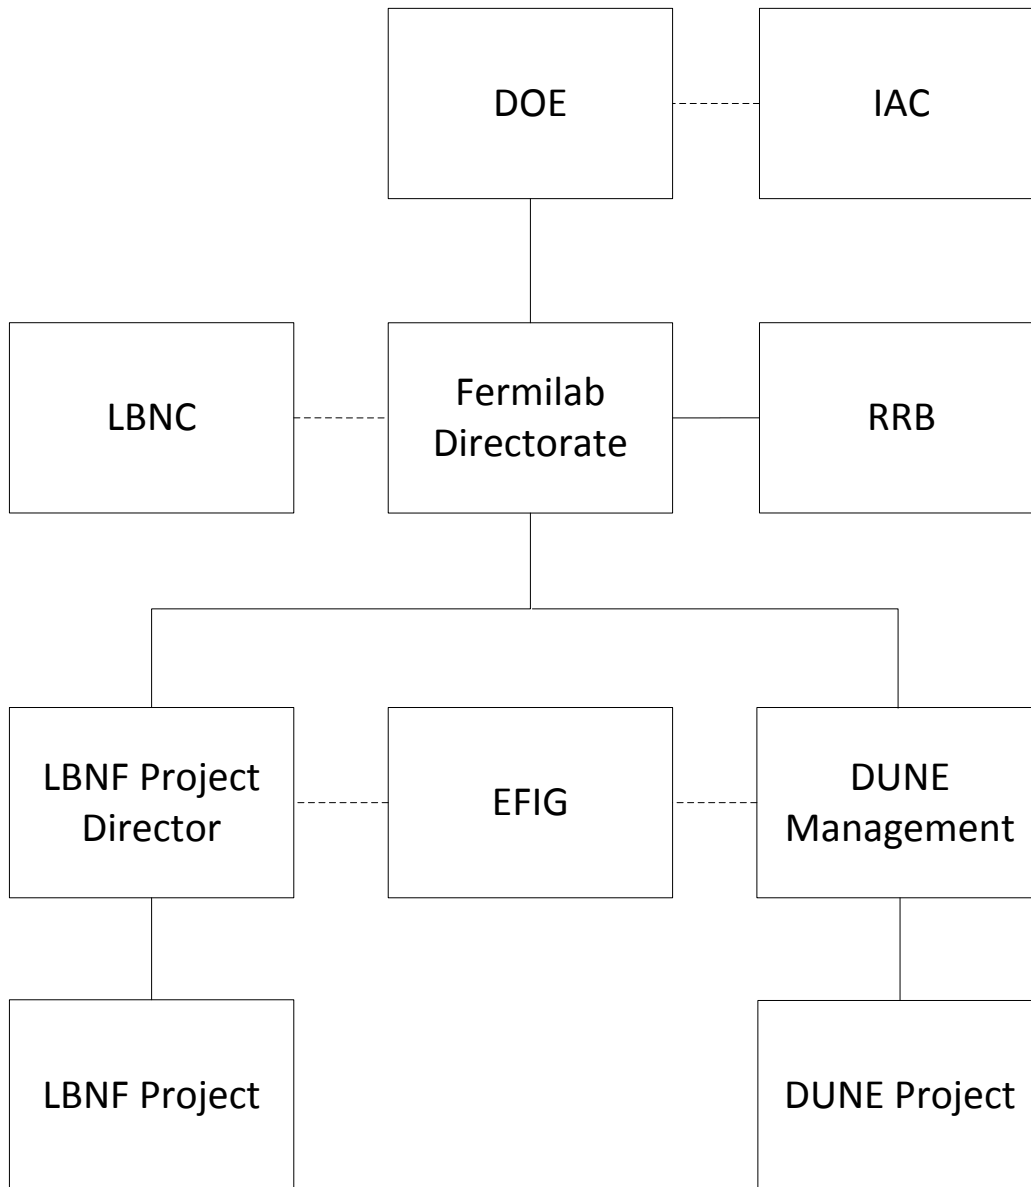 DOE
IAC
LBNC
Fermilab
Directorate
RRB
LBNF Project
Director
EFIG
DUNE
Management
LBNF Project
DUNE Project